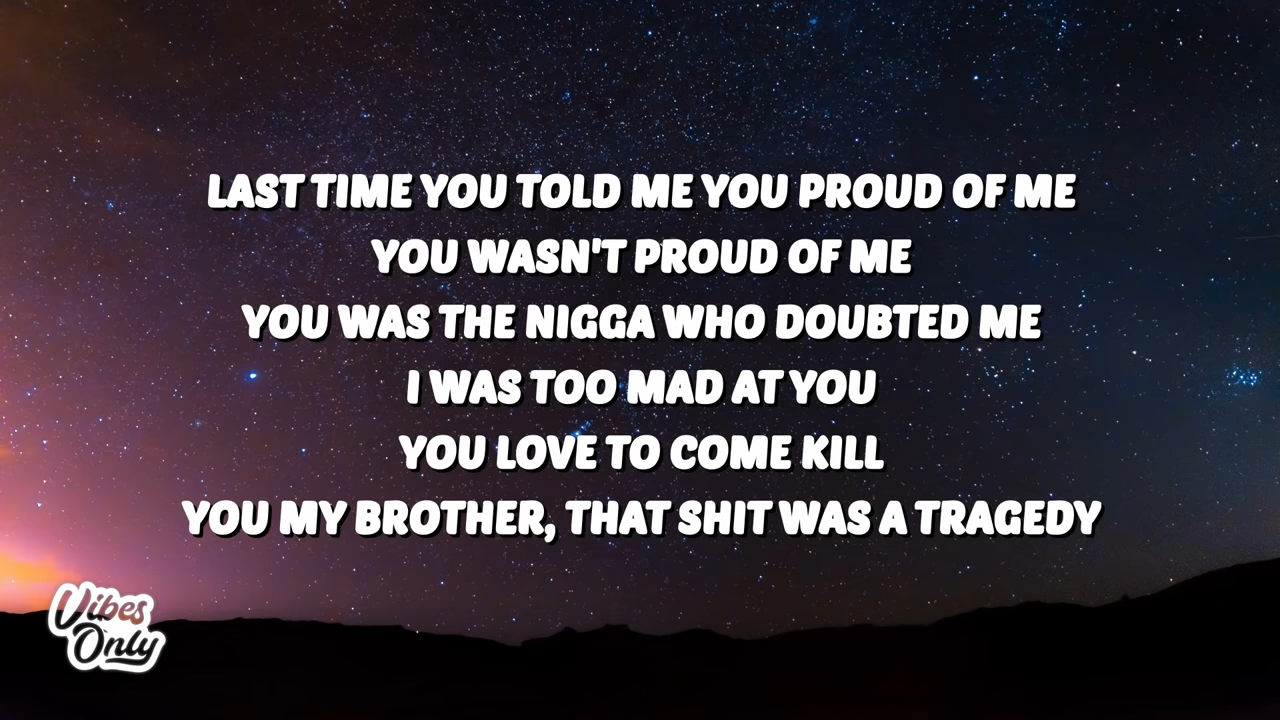 LAST TIME YOU TOLD ME YOU PROUD OF ME
YOU WASN'T PROUD OF ME
YOU WAS THE NIGGA WHO DOUBTED ME
I WAS TOO MAD AT YOU
YOU LOVE TO COME KILL
YOU MY BROTHER, THAT SHIT WAS A TRAGEDY
Vibes
Only